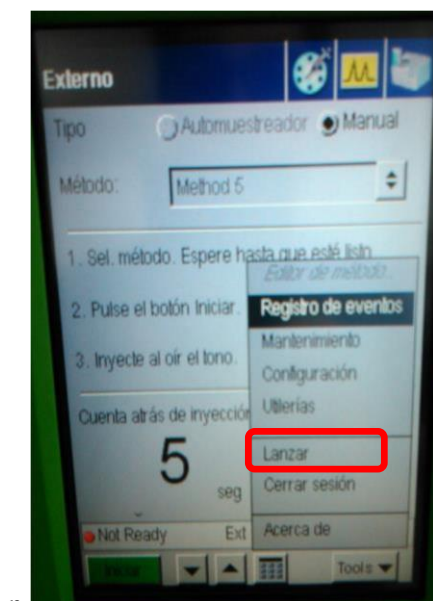 Externo
Tipo Automuestreador Manual
Método: Method 5
1. Sel. método. Espere hasta que esté listo
2. Pulse el botón Iniciar.
3. Inyecte al oír el tono.
Cuenta atrás de inyección
5
seg
Not Ready Ext
Iniciar Tools
Editor de método...
Registro de eventos
Mantenimiento
Configuración
Utilerías
Lanzar
Cerrar sesión
Acerca de